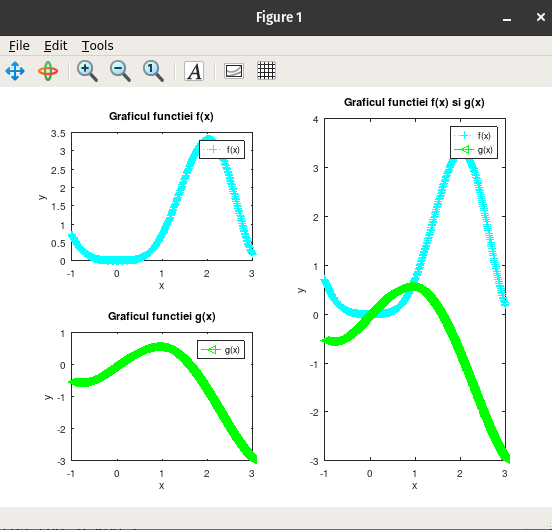 Figure 1
File Edit Tools
A
Graficul functiei f(x)
3.5
3
2.5
2
1.5
1
0.5
0
y
f(x)
-1 0 1 2 3
x
Graficul functiei g(x)
1
0
-1
-2
-3
y
g(x)
-1 0 1 2 3
x
Graficul functiei f(x) si g(x)
4
3
2
1
0
-1
-2
-3
y
f(x)
g(x)
-1 0 1 2 3
x